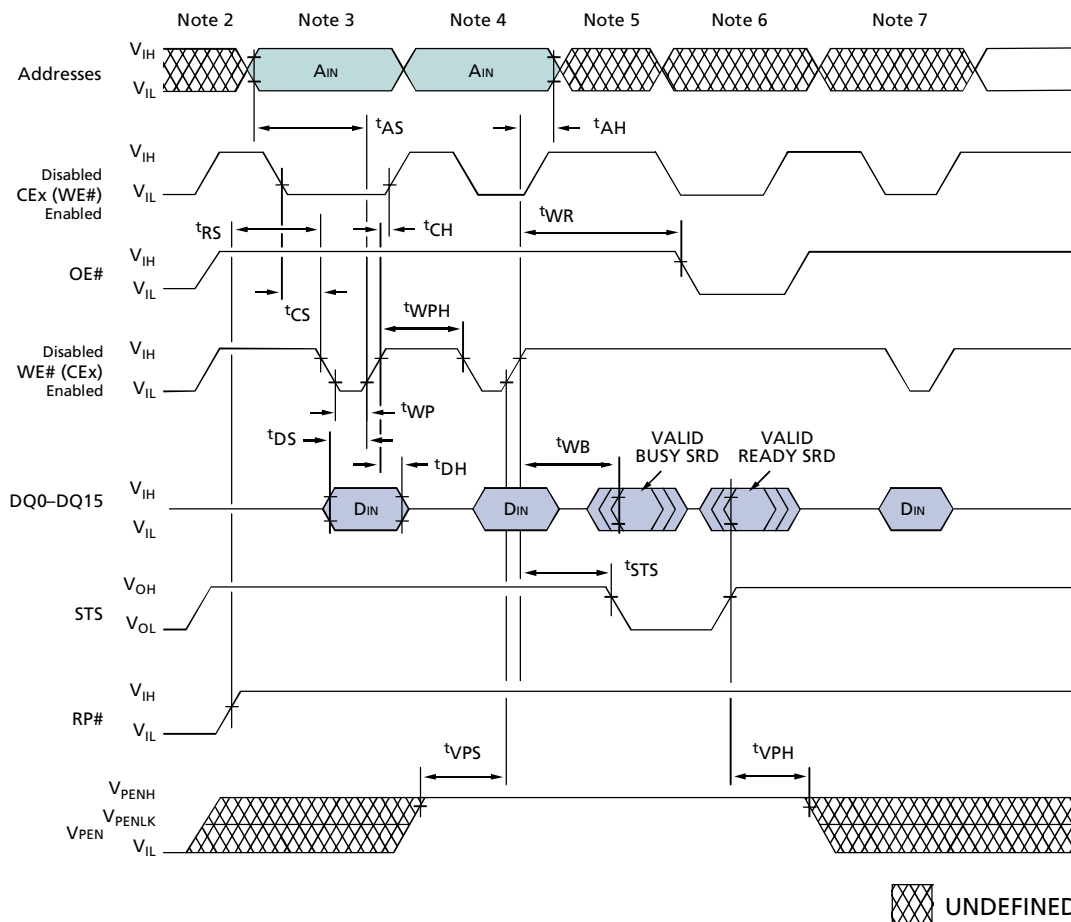 Note 2 Note 3 Note 4 Note 5 Note 6 Note 7
Addresses
VIH
VIL
AIN
AIN
tAS
tAH
Disabled
CEx (WE#)
Enabled
VIH
VIL
tRS
tCH
tWR
OE#
VIH
VIL
tCS
tWPH
Disabled
WE# (CEx)
Enabled
VIH
VIL
tWP
tDS
tDH
tWB
VALID
BUSY SRD
VALID
READY SRD
DQ0–DQ15
VIH
VIL
DIN
DIN
DIN
tSTS
STS
VOH
VOL
RP#
VIH
VIL
tVPS
tVPH
VPENH
VPENLK
VPEN
VIL
UNDEFINED